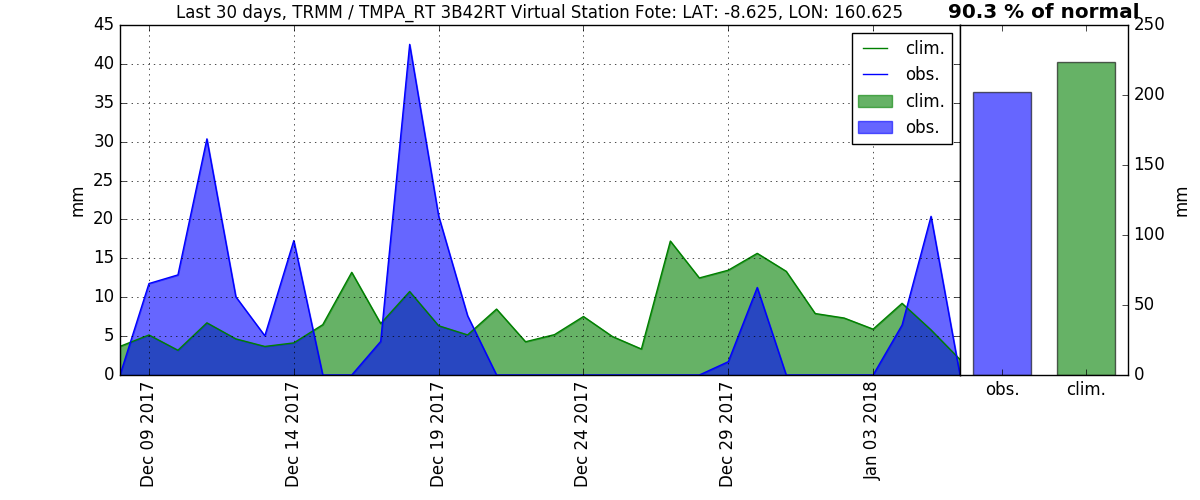 Last 30 days, TRMM / TMPA_RT 3B42RT Virtual Station Fote: LAT: -8.625, LON: 160.625
90.3 % of normal
45
40
35
30
25
20
15
10
5
0
mm
clim.
obs.
clim.
obs.
Dec 09 2017
Dec 14 2017
Dec 19 2017
Dec 24 2017
Dec 29 2017
Jan 03 2018
250
200
150
100
50
0
mm
obs.
clim.